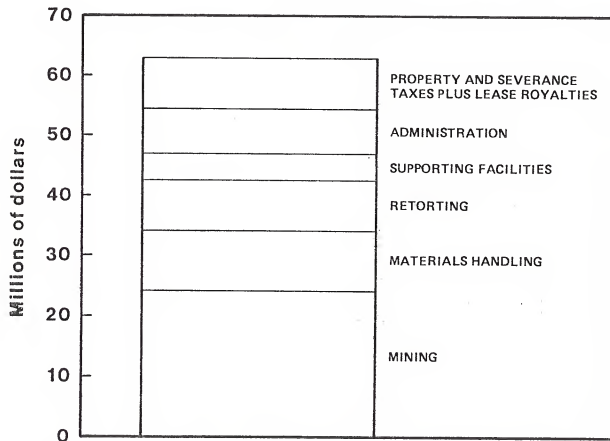 70
60
50
40
30
20
10
0
Millions of dollars
PROPERTY AND SEVERANCE
TAXES PLUS LEASE ROYALTIES
ADMINISTRATION
SUPPORTING FACILITIES
RETORTING
MATERIALS HANDLING
MINING